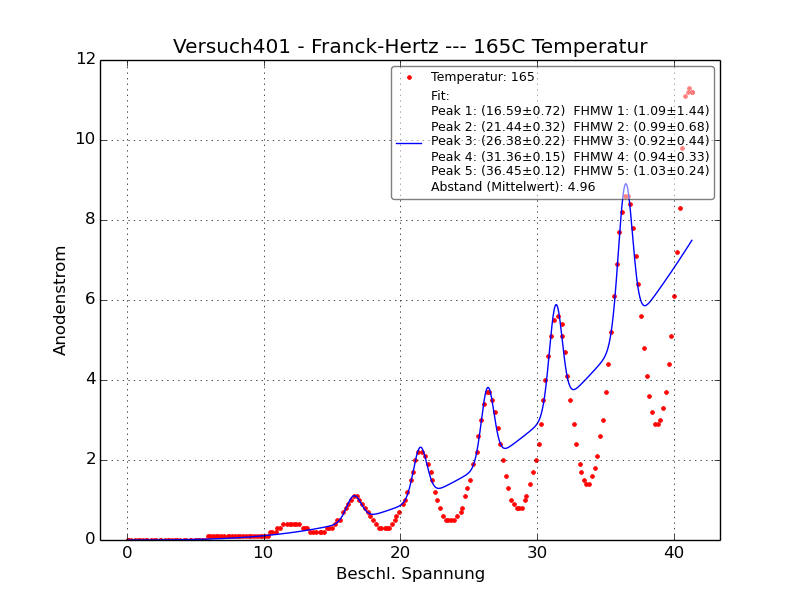 Versuch401 - Franck-Hertz --- 165C Temperatur
12
10
8
6
4
2
0
Anodenstrom
Temperatur: 165
Fit:
Peak 1: (16.59±0.72) FHMW 1: (1.09±1.44)
Peak 2: (21.44±0.32) FHMW 2: (0.99±0.68)
Peak 3: (26.38±0.22) FHMW 3: (0.92±0.44)
Peak 4: (31.36±0.15) FHMW 4: (0.94±0.33)
Peak 5: (36.45±0.12) FHMW 5: (1.03±0.24)
Abstand (Mittelwert): 4.96
0 10 20 30 40
Beschl. Spannung